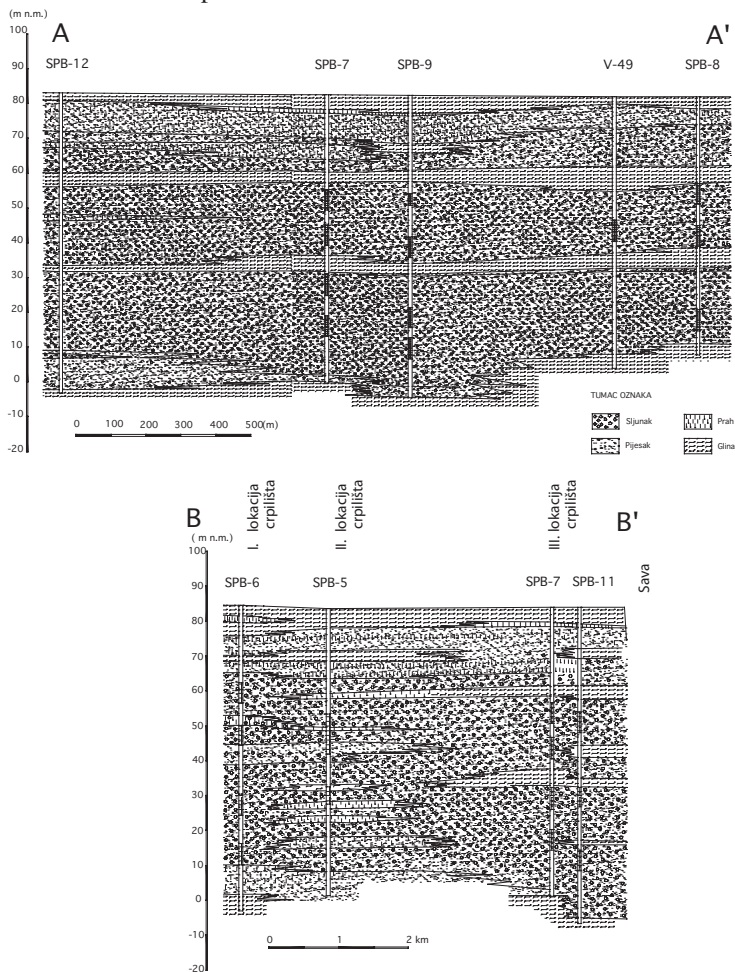 (m n.m.)
100
A
A'
SPB-12
SPB-7
SPB-9
V-49
SPB-8
90
80
70
60
50
40
30
20
10
0
-10
-20
0 100 200 300 400 500(m)
TUMAC OZNAKA
Sljunak
Prah
Pijesak
Glina
B
I. lokacija crpilišta
II. lokacija crpilišta
III. lokacija crpilišta
B'
( m n.m.)
100
90
SPB-6
SPB-5
SPB-7
SPB-11
Sava
80
70
60
50
40
30
20
10
0
-10
-20
0 1 2 km